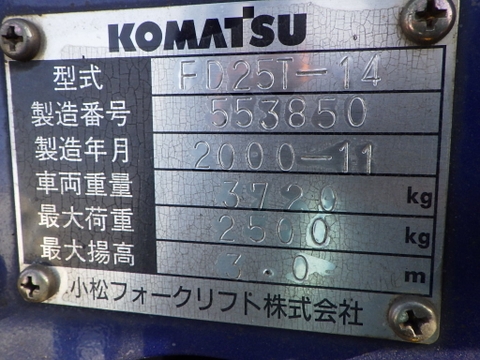 KOMATSU
型式 FD25T-14
製造番号 553850
製造年月 2000-11
車両重量 3720 kg
最大荷重 2500 kg
最大揚高 3.0 m
小松フォークリフト株式会社